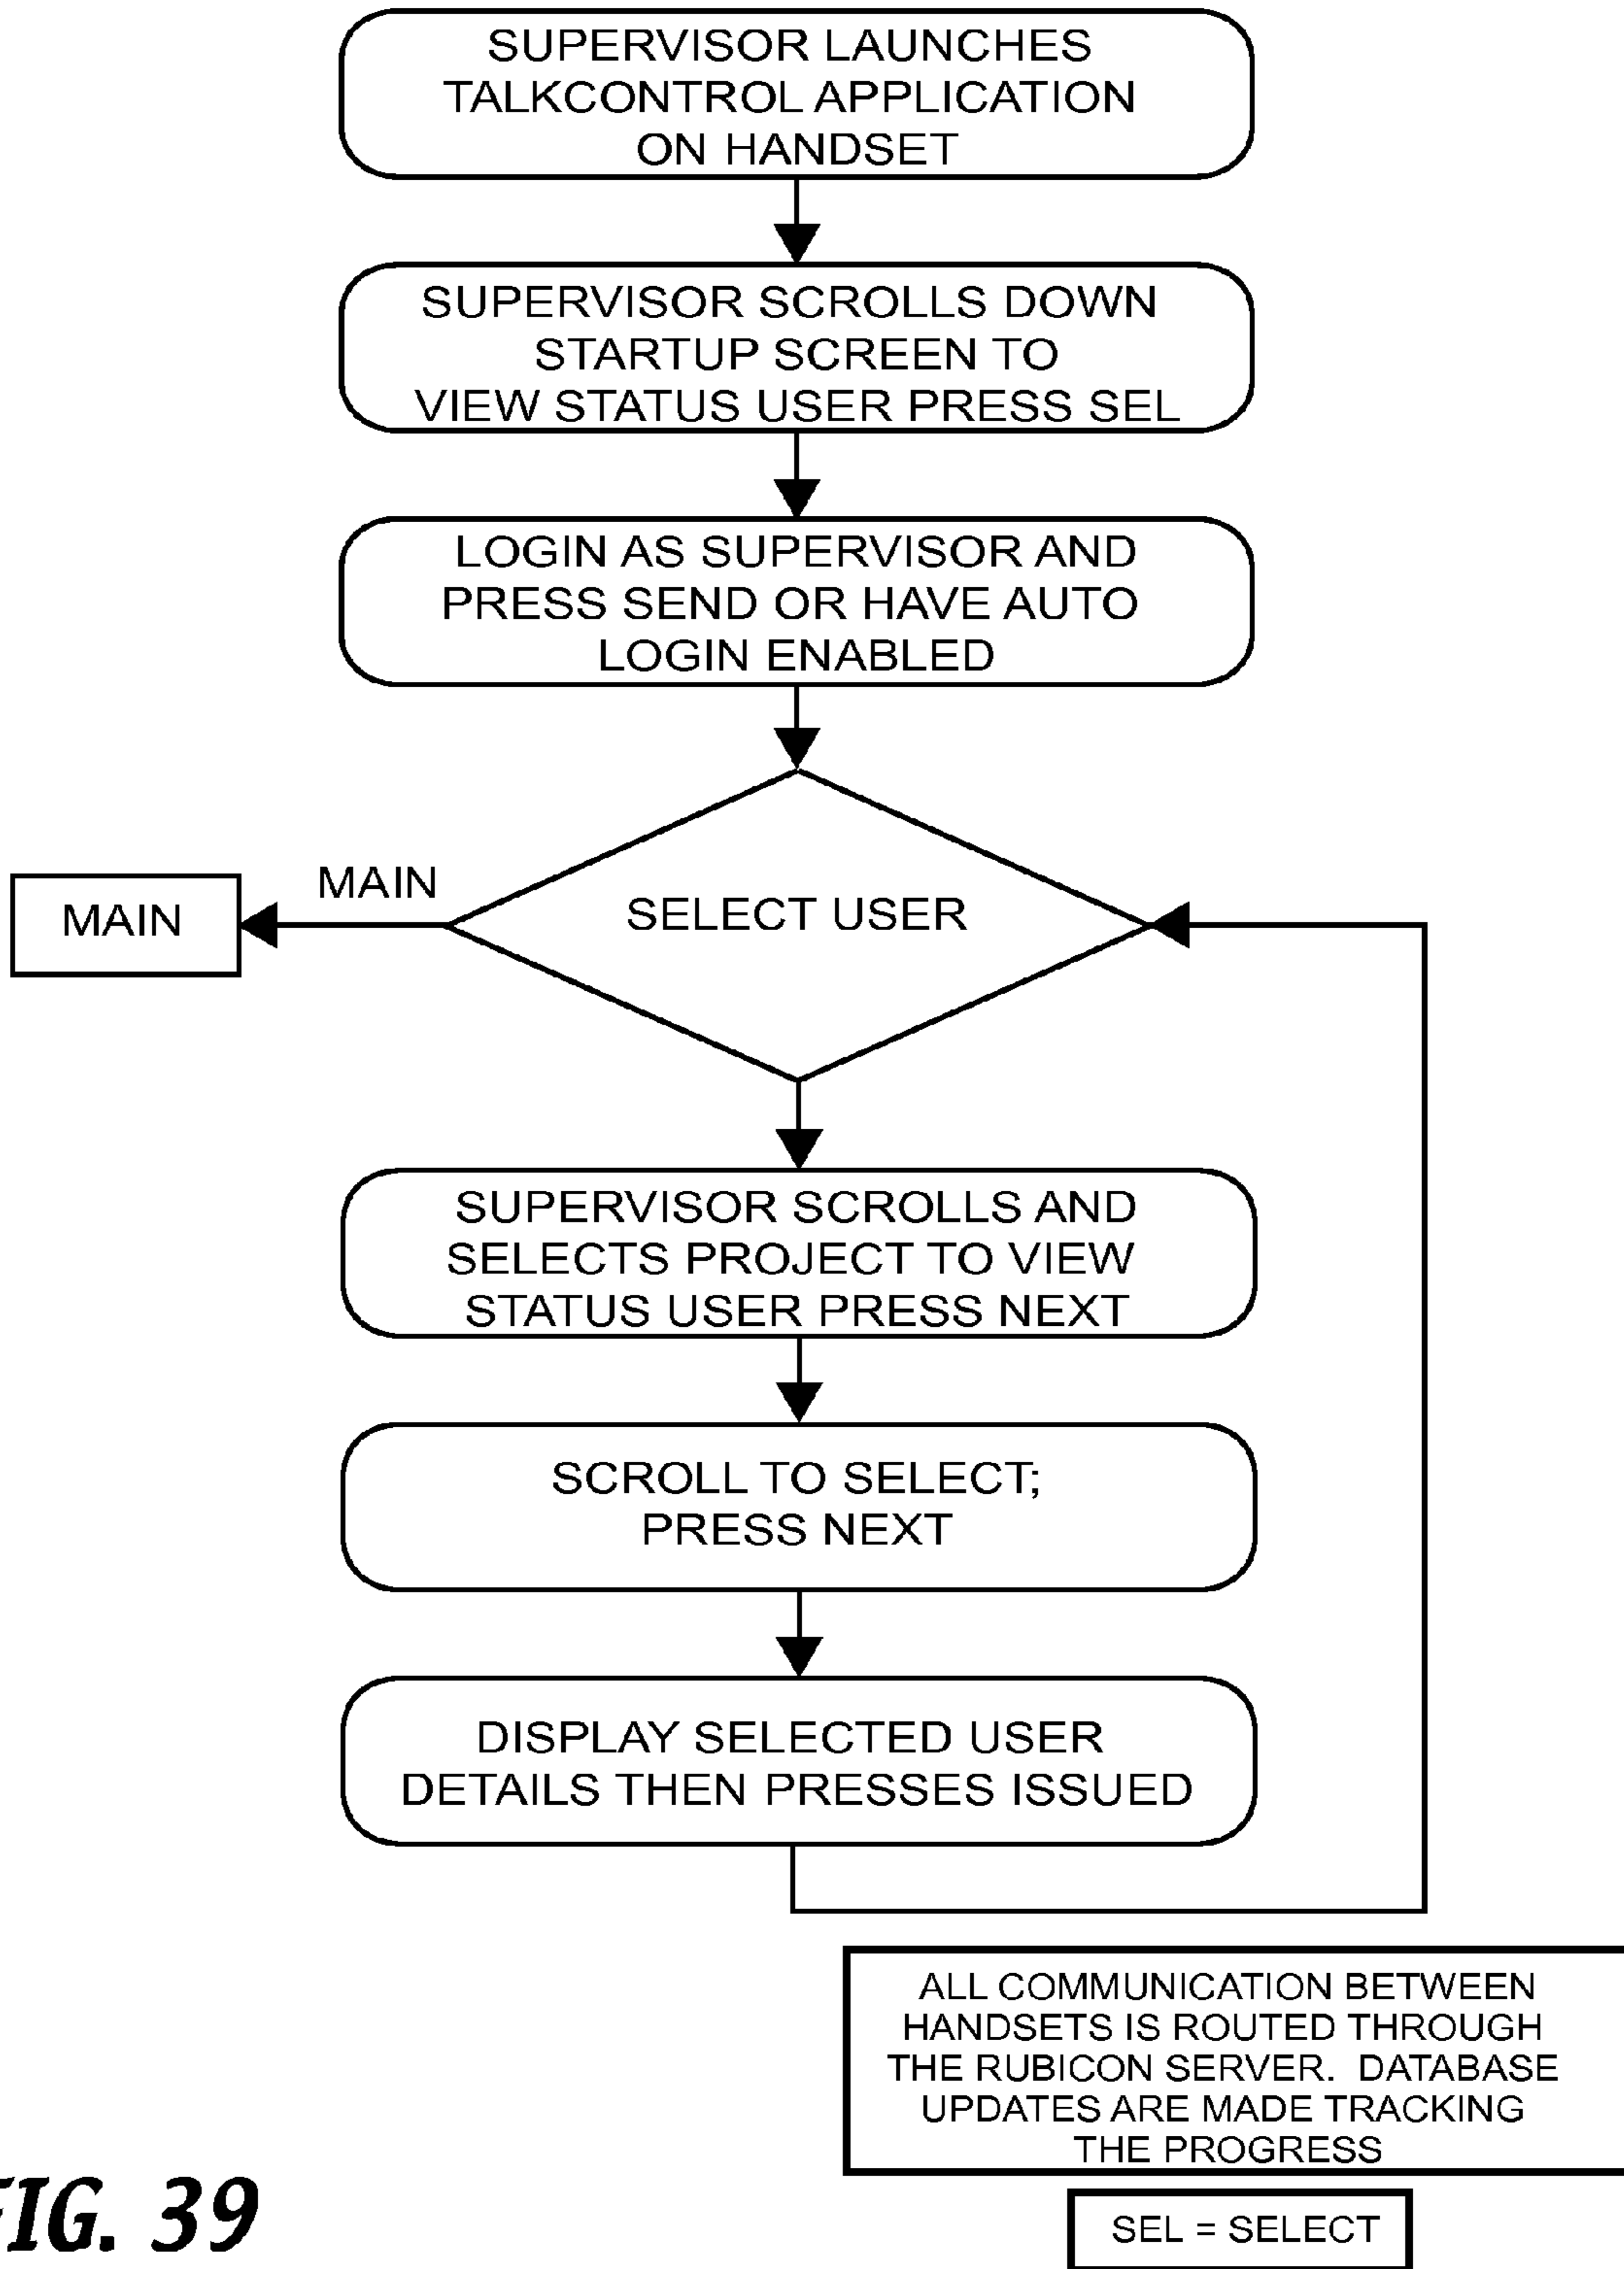 SUPERVISOR LAUNCHES
TALKCONTROL APPLICATION
ON HANDSET
SUPERVISOR SCROLLS DOWN
STARTUP SCREEN TO
VIEW STATUS USER PRESS SEL
LOGIN AS SUPERVISOR AND
PRESS SEND OR HAVE AUTO
LOGIN ENABLED
MAIN
MAIN
SELECT USER
SUPERVISOR SCROLLS AND
SELECTS PROJECT TO VIEW
STATUS USER PRESS NEXT
SCROLL TO SELECT;
PRESS NEXT
DISPLAY SELECTED USER
DETAILS THEN PRESSES ISSUED
ALL COMMUNICATION BETWEEN
HANDSETS IS ROUTED THROUGH
THE RUBICON SERVER. DATABASE
UPDATES ARE MADE TRACKING
THE PROGRESS
FIG. 39
SEL = SELECT